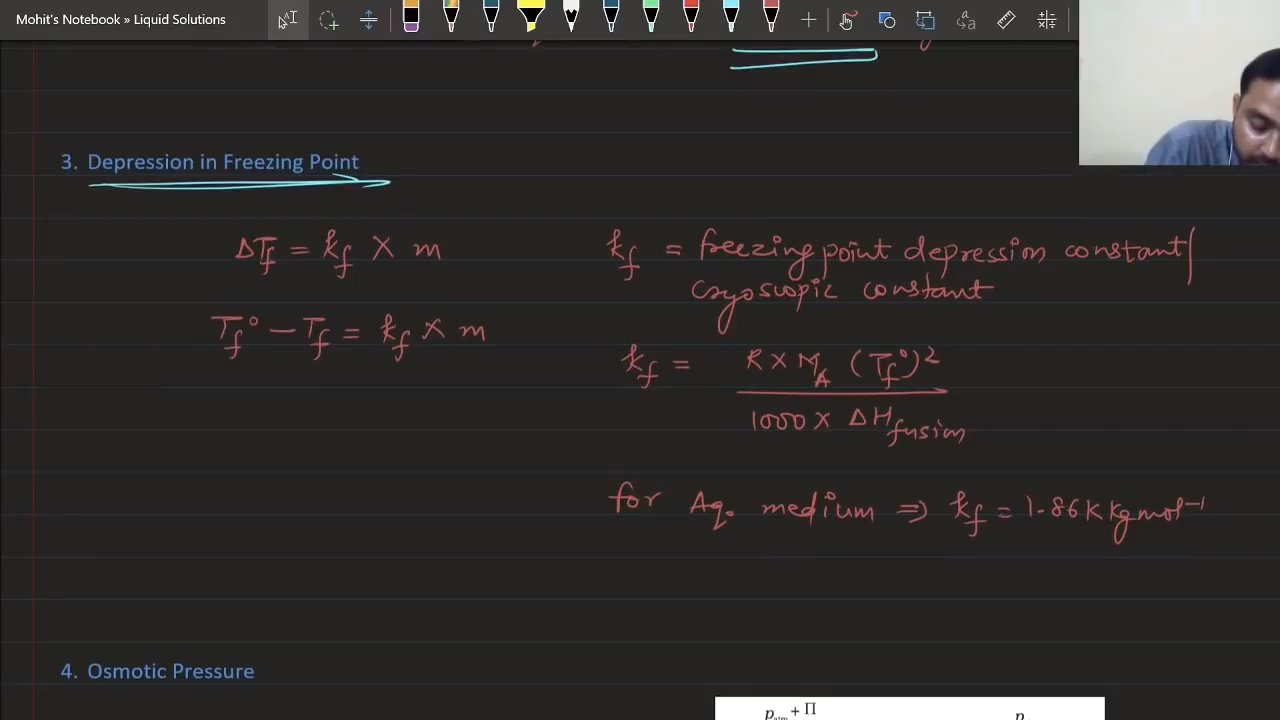 Mohit's Notebook » Liquid Solutions
3. Depression in Freezing Point
ΔTf = kf × m
kf = freezing point depression constant/
cryoscopic constant
Tf° − Tf = kf × m
kf = R × MA (Tf°)²
1000 × ΔHfusion
for Aq. medium ⇒ kf = 1.86 K kg mol⁻¹
4. Osmotic Pressure
patm + Π
p